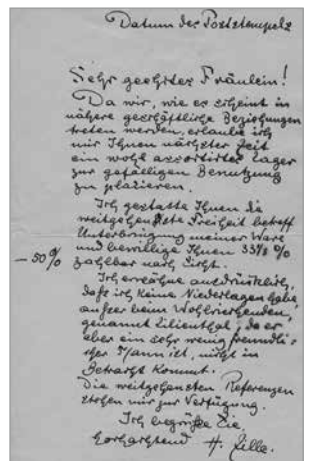 Datum des Poststempels
Sehr geehrtes Fräulein!
Da wir, wie es scheint in
nähere geschäftliche Beziehungen
treten werden, erlaube ich
mir Ihnen nächster Zeit
ein wohl assortirtes Lager
zur gefälligen Benutzung
zu plazieren.
Ich gestatte Ihnen die
weitgehendste Freiheit betreff
Unterbringung meiner Ware
und bewillige Ihnen 33⅓ %
– 50% zahlbar nach Sicht.
Ich erwähne ausdrücklich,
daß ich keine Niederlagen habe,
außer beim Wohlriechenden,
genannt Lilienthal, da er
aber ein sehr wenig freundli-
cher Mann ist, nicht in
Betracht kommt.
Die weitgehensten Referenzen
stehen mir zur Verfügung.
Ich begrüße Sie
Hochachtend H. Zille.